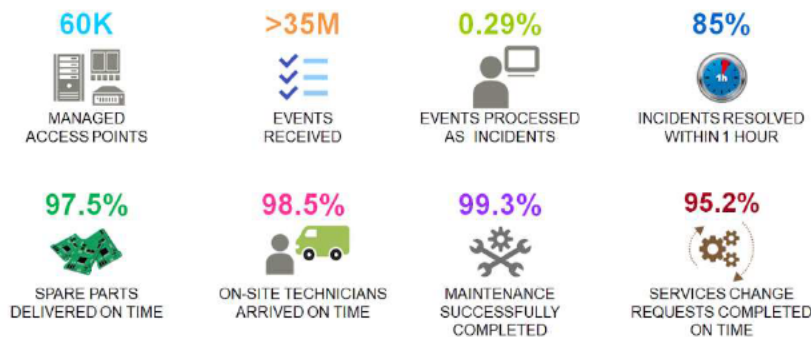 60K
MANAGED
ACCESS POINTS
>35M
EVENTS
RECEIVED
0.29%
EVENTS PROCESSED
AS INCIDENTS
85%
1h
INCIDENTS RESOLVED
WITHIN 1 HOUR
97.5%
SPARE PARTS
DELIVERED ON TIME
98.5%
ON-SITE TECHNICIANS
ARRIVED ON TIME
99.3%
MAINTENANCE
SUCCESSFULLY
COMPLETED
95.2%
SERVICES CHANGE
REQUESTS COMPLETED
ON TIME